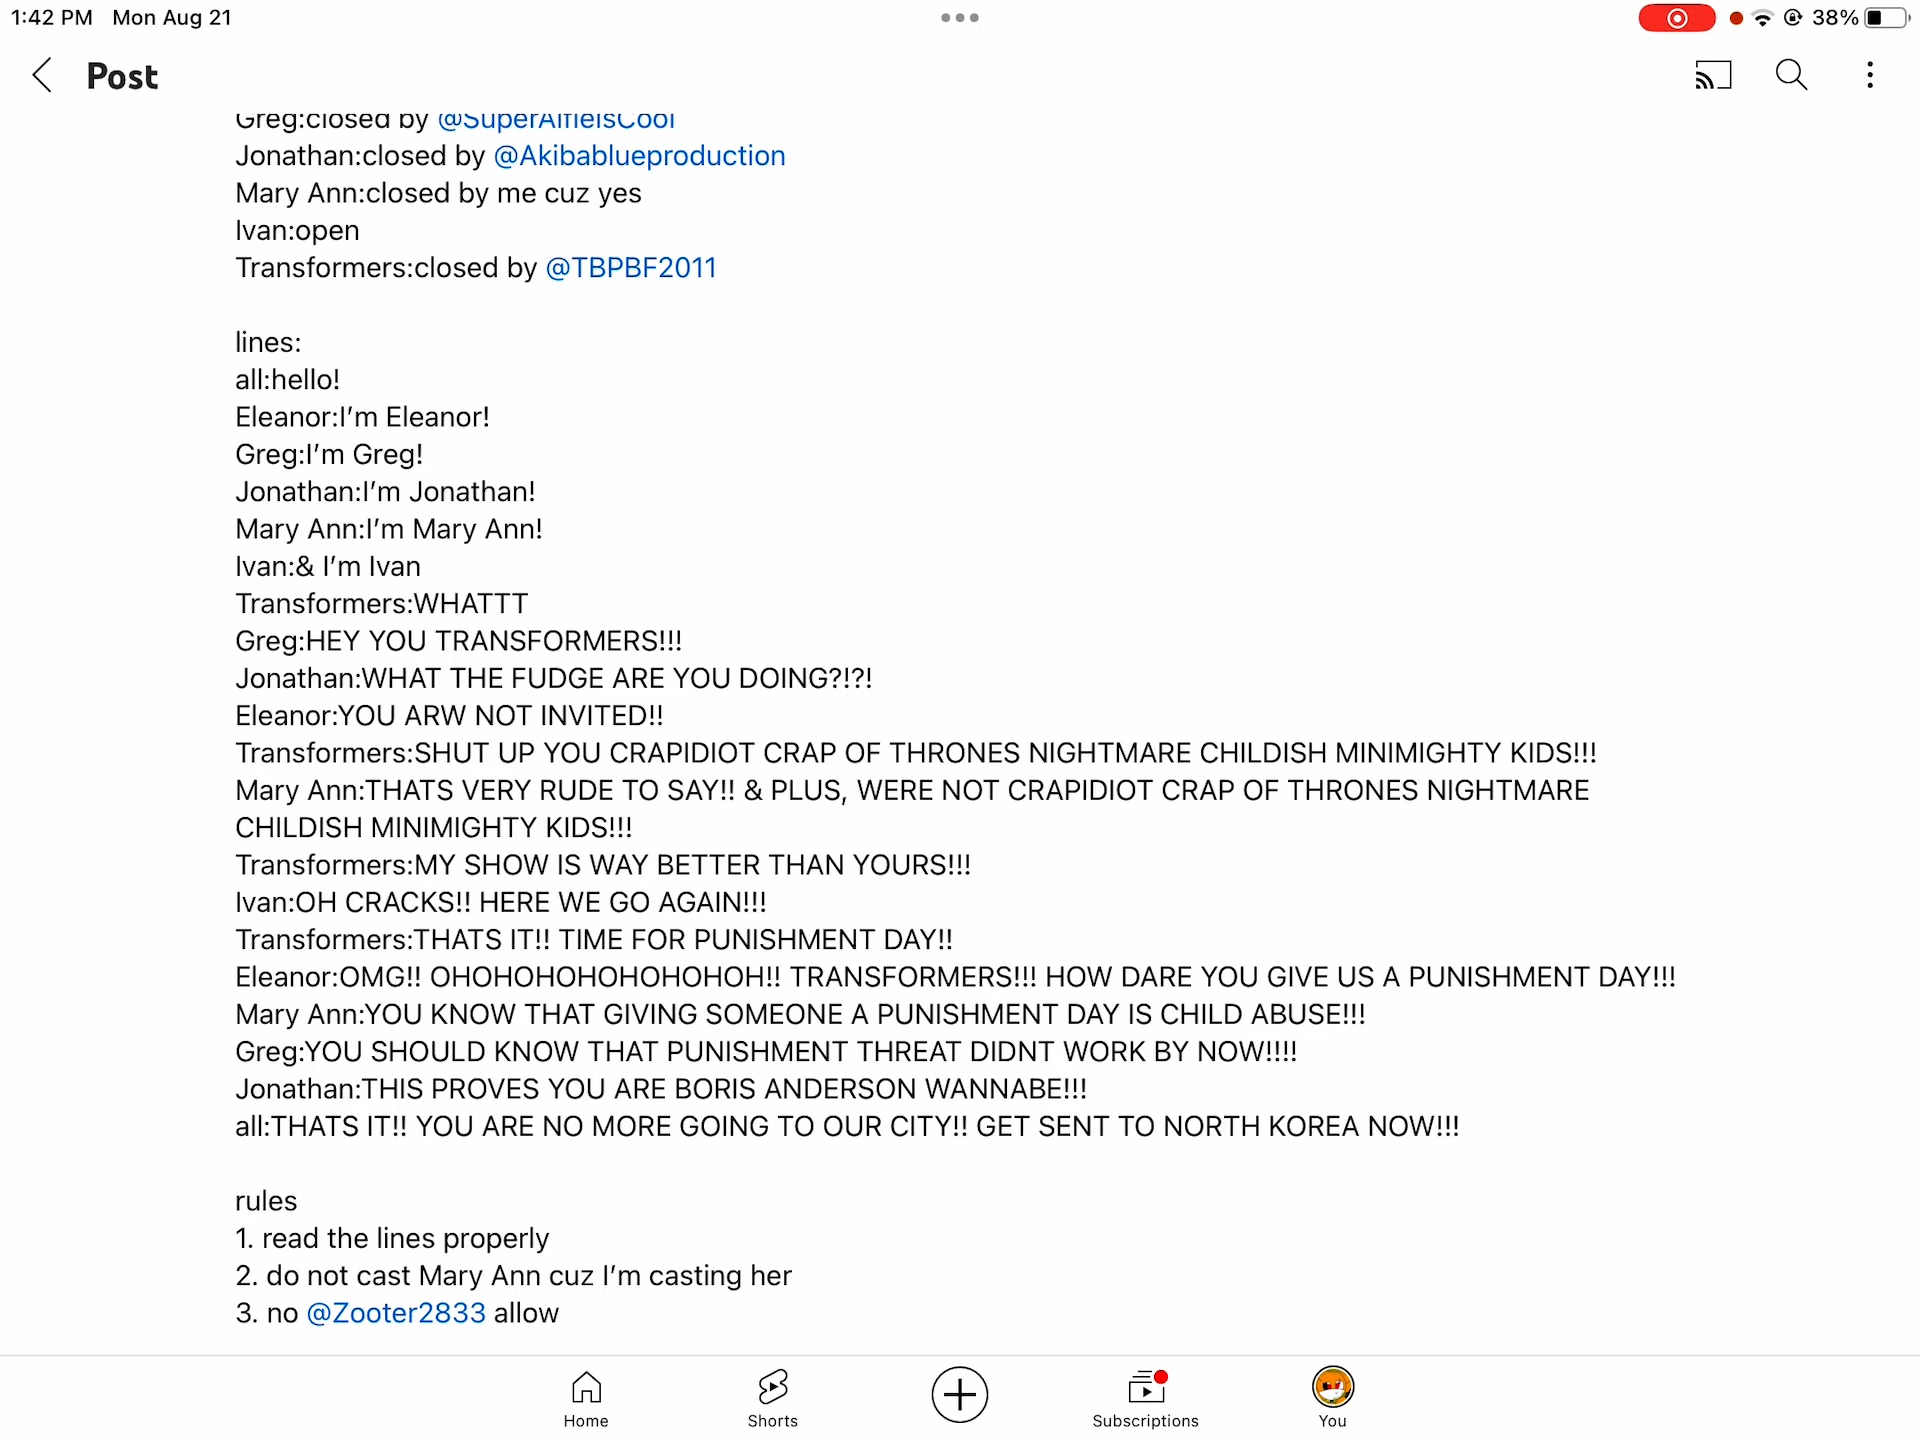 1:42 PM Mon Aug 21
38%
Post
Greg:closed by @SuperAlfieIsCool
Jonathan:closed by @Akibablueproduction
Mary Ann:closed by me cuz yes
Ivan:open
Transformers:closed by @TBPBF2011
lines:
all:hello!
Eleanor:I’m Eleanor!
Greg:I’m Greg!
Jonathan:I’m Jonathan!
Mary Ann:I’m Mary Ann!
Ivan:& I’m Ivan
Transformers:WHATTT
Greg:HEY YOU TRANSFORMERS!!!
Jonathan:WHAT THE FUDGE ARE YOU DOING?!?!
Eleanor:YOU ARW NOT INVITED!!
Transformers:SHUT UP YOU CRAPIDIOT CRAP OF THRONES NIGHTMARE CHILDISH MINIMIGHTY KIDS!!!
Mary Ann:THATS VERY RUDE TO SAY!! & PLUS, WERE NOT CRAPIDIOT CRAP OF THRONES NIGHTMARE
CHILDISH MINIMIGHTY KIDS!!!
Transformers:MY SHOW IS WAY BETTER THAN YOURS!!!
Ivan:OH CRACKS!! HERE WE GO AGAIN!!!
Transformers:THATS IT!! TIME FOR PUNISHMENT DAY!!
Eleanor:OMG!! OHOHOHOHOHOHOHOH!! TRANSFORMERS!!! HOW DARE YOU GIVE US A PUNISHMENT DAY!!!
Mary Ann:YOU KNOW THAT GIVING SOMEONE A PUNISHMENT DAY IS CHILD ABUSE!!!
Greg:YOU SHOULD KNOW THAT PUNISHMENT THREAT DIDNT WORK BY NOW!!!!
Jonathan:THIS PROVES YOU ARE BORIS ANDERSON WANNABE!!!
all:THATS IT!! YOU ARE NO MORE GOING TO OUR CITY!! GET SENT TO NORTH KOREA NOW!!!
rules
1. read the lines properly
2. do not cast Mary Ann cuz I’m casting her
3. no @Zooter2833 allow
Home
Shorts
Subscriptions
You